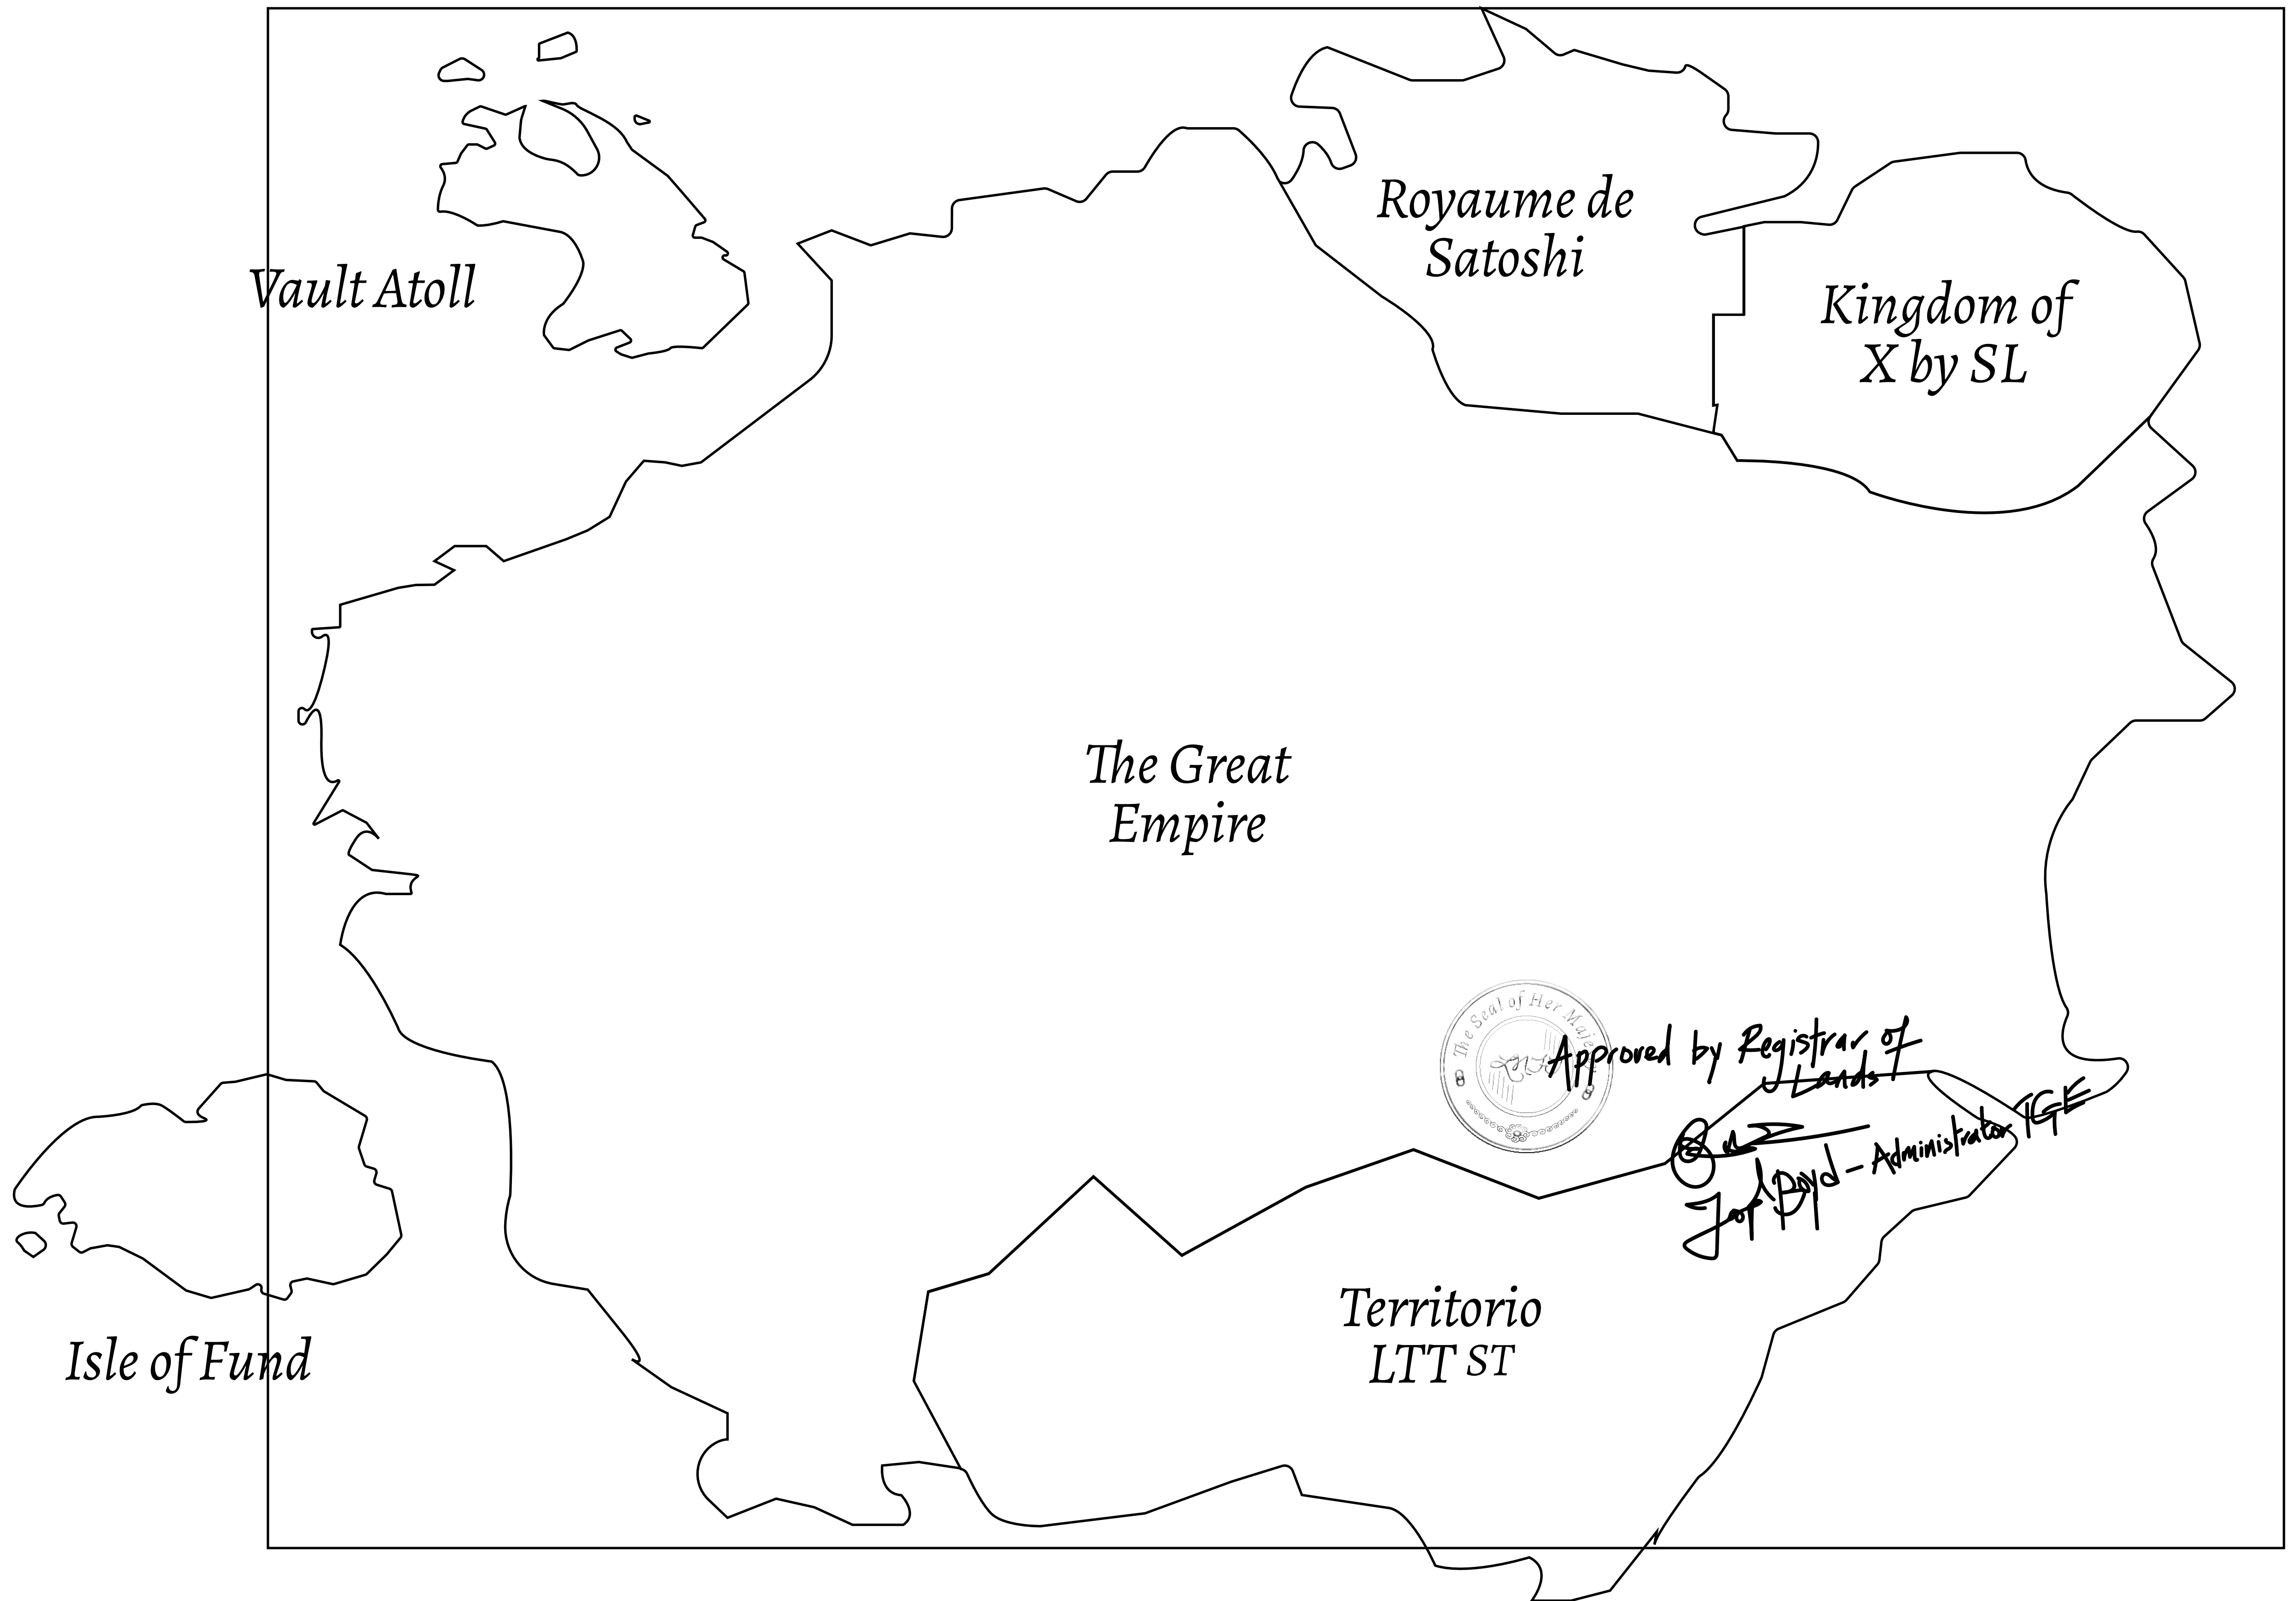 Royaume de
Satoshi
Vault Atoll
Kingdom of
X by SL
The Great
Empire
The Seal of Her Maje
Approved by Registrar of
Lands
Boyd - Administrator TGE
Territorio
LTT ST
Isle of Fund